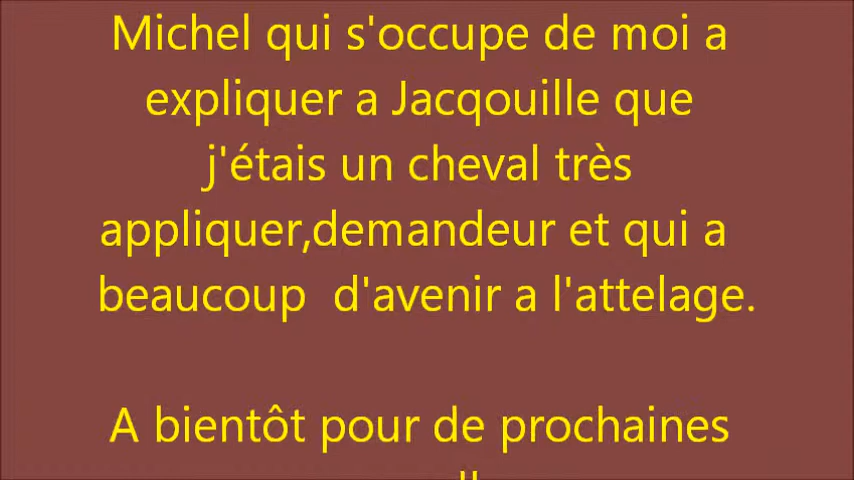 Michel qui s'occupe de moi a
expliquer a Jacqouille que
j'étais un cheval très
appliquer,demandeur et qui a
beaucoup d'avenir a l'attelage.
A bientôt pour de prochaines